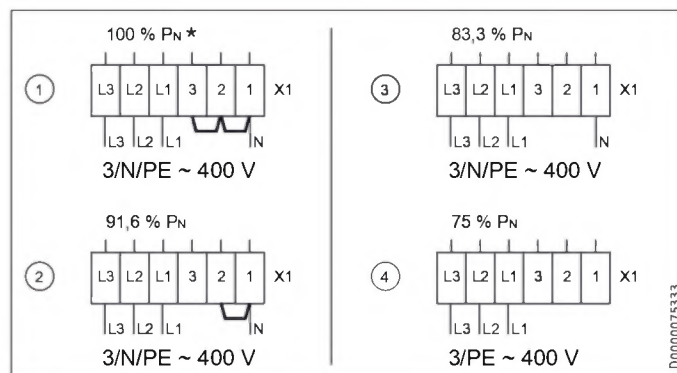 100 % PN *
1 L3 L2 L1 3 2 1 X1
L3 L2 L1 N
3/N/PE ~ 400 V
91,6 % PN
2 L3 L2 L1 3 2 1 X1
L3 L2 L1 N
3/N/PE ~ 400 V
83,3 % PN
3 L3 L2 L1 3 2 1 X1
L3 L2 L1 N
3/N/PE ~ 400 V
75 % PN
4 L3 L2 L1 3 2 1 X1
L3 L2 L1
3/PE ~ 400 V
D0000075333